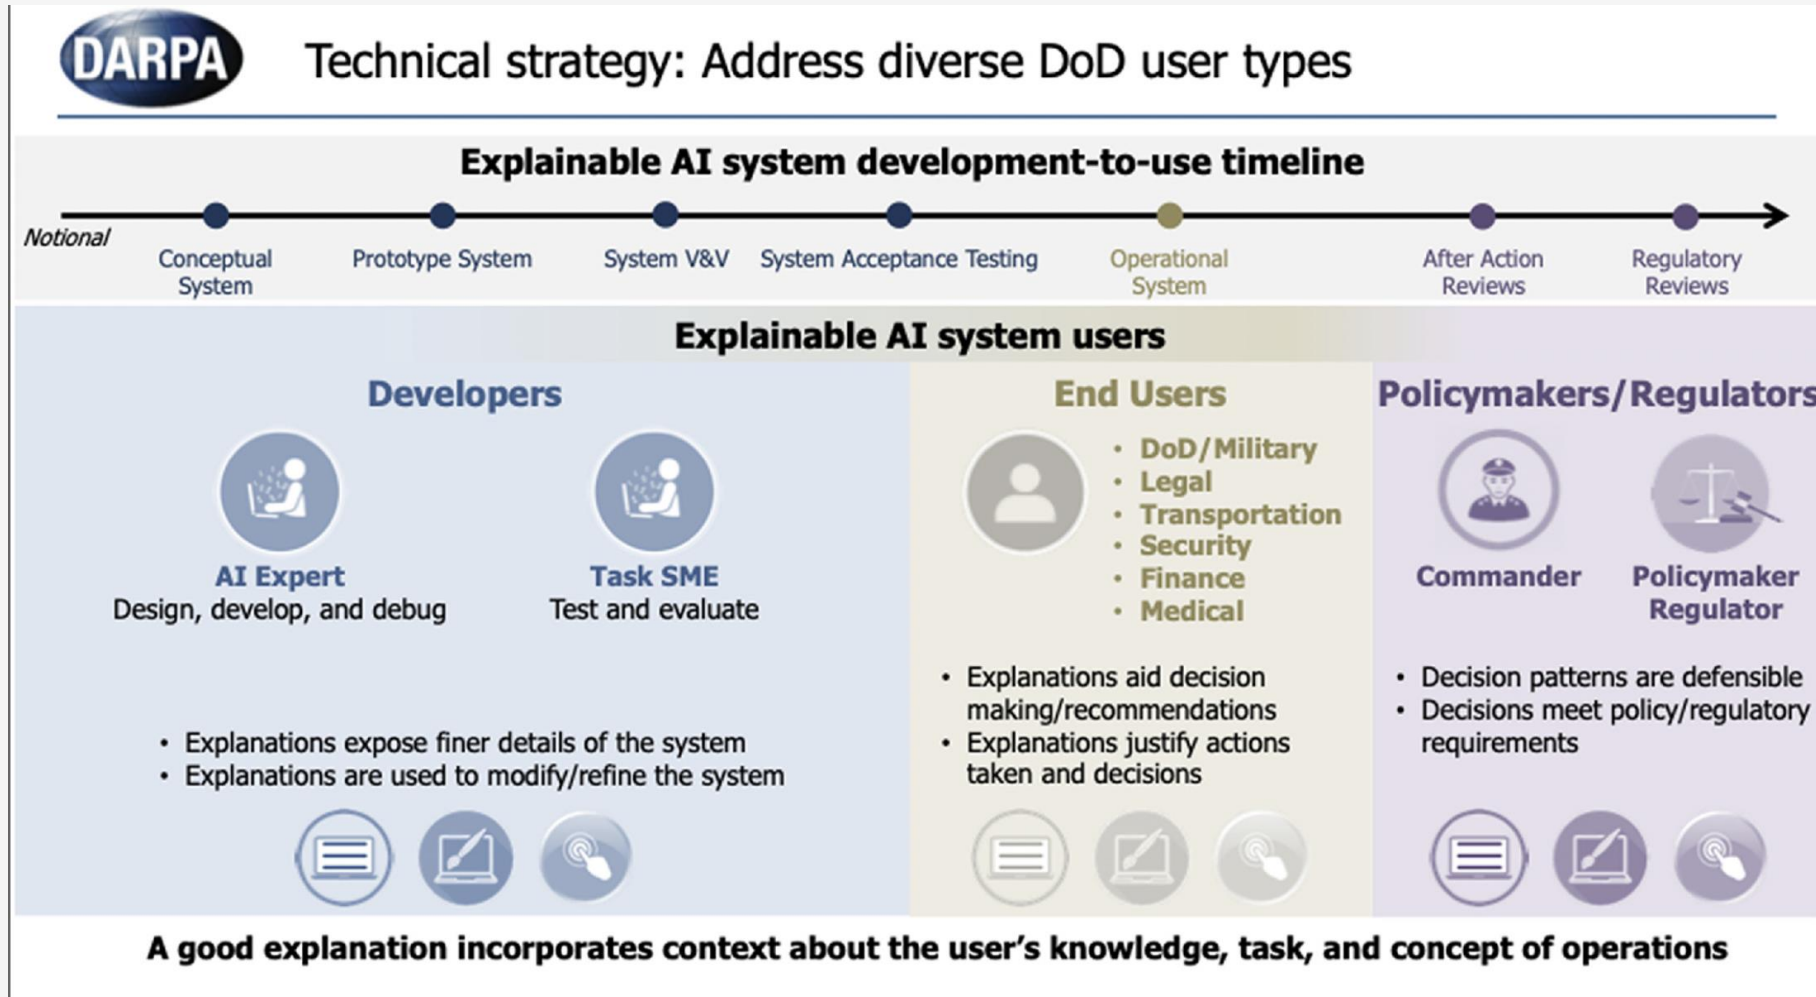 DARPA
Technical strategy: Address diverse DoD user types
Explainable AI system development-to-use timeline
Notional
Conceptual
System
Prototype System
System V&V
System Acceptance Testing
Operational
System
After Action
Reviews
Regulatory
Reviews
Explainable AI system users
Developers
AI Expert
Design, develop, and debug
Task SME
Test and evaluate
• Explanations expose finer details of the system
• Explanations are used to modify/refine the system
End Users
• DoD/Military
• Legal
• Transportation
• Security
• Finance
• Medical
• Explanations aid decision
making/recommendations
• Explanations justify actions
taken and decisions
Policymakers/Regulators
Commander
Policymaker
Regulator
• Decision patterns are defensible
• Decisions meet policy/regulatory
requirements
A good explanation incorporates context about the user's knowledge, task, and concept of operations